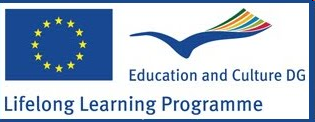 Education and Culture DG
Lifelong Learning Programme